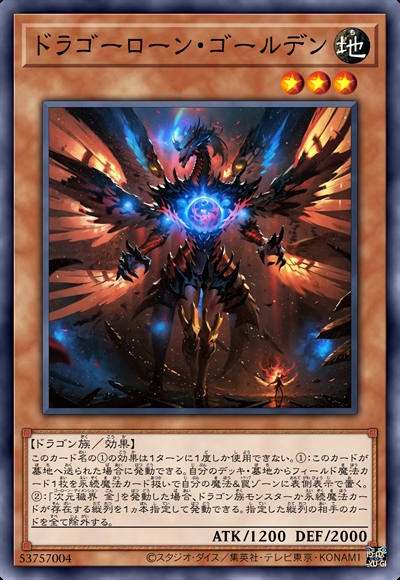 ドラゴーローン・ゴールデン
地
【ドラゴン族／効果】
このカード名の①の効果は1ターンに1度しか使用できない。①：このカードが
墓地へ送られた場合に発動できる。自分のデッキ・墓地からフィールド魔法カ
ード1枚を永続魔法カード扱いで自分の魔法&罠ゾーンに表側表示で置く。
②：「次元職界 金」を発動した場合、ドラゴン族モンスターか永続魔法カー
ドが存在する縦列を1ヵ所指定して発動できる。指定した縦列の相手のカー
ドを全て除外する。
ATK/1200 DEF/2000
53757004
©スタジオ・ダイス／集英社・テレビ東京・KONAMI